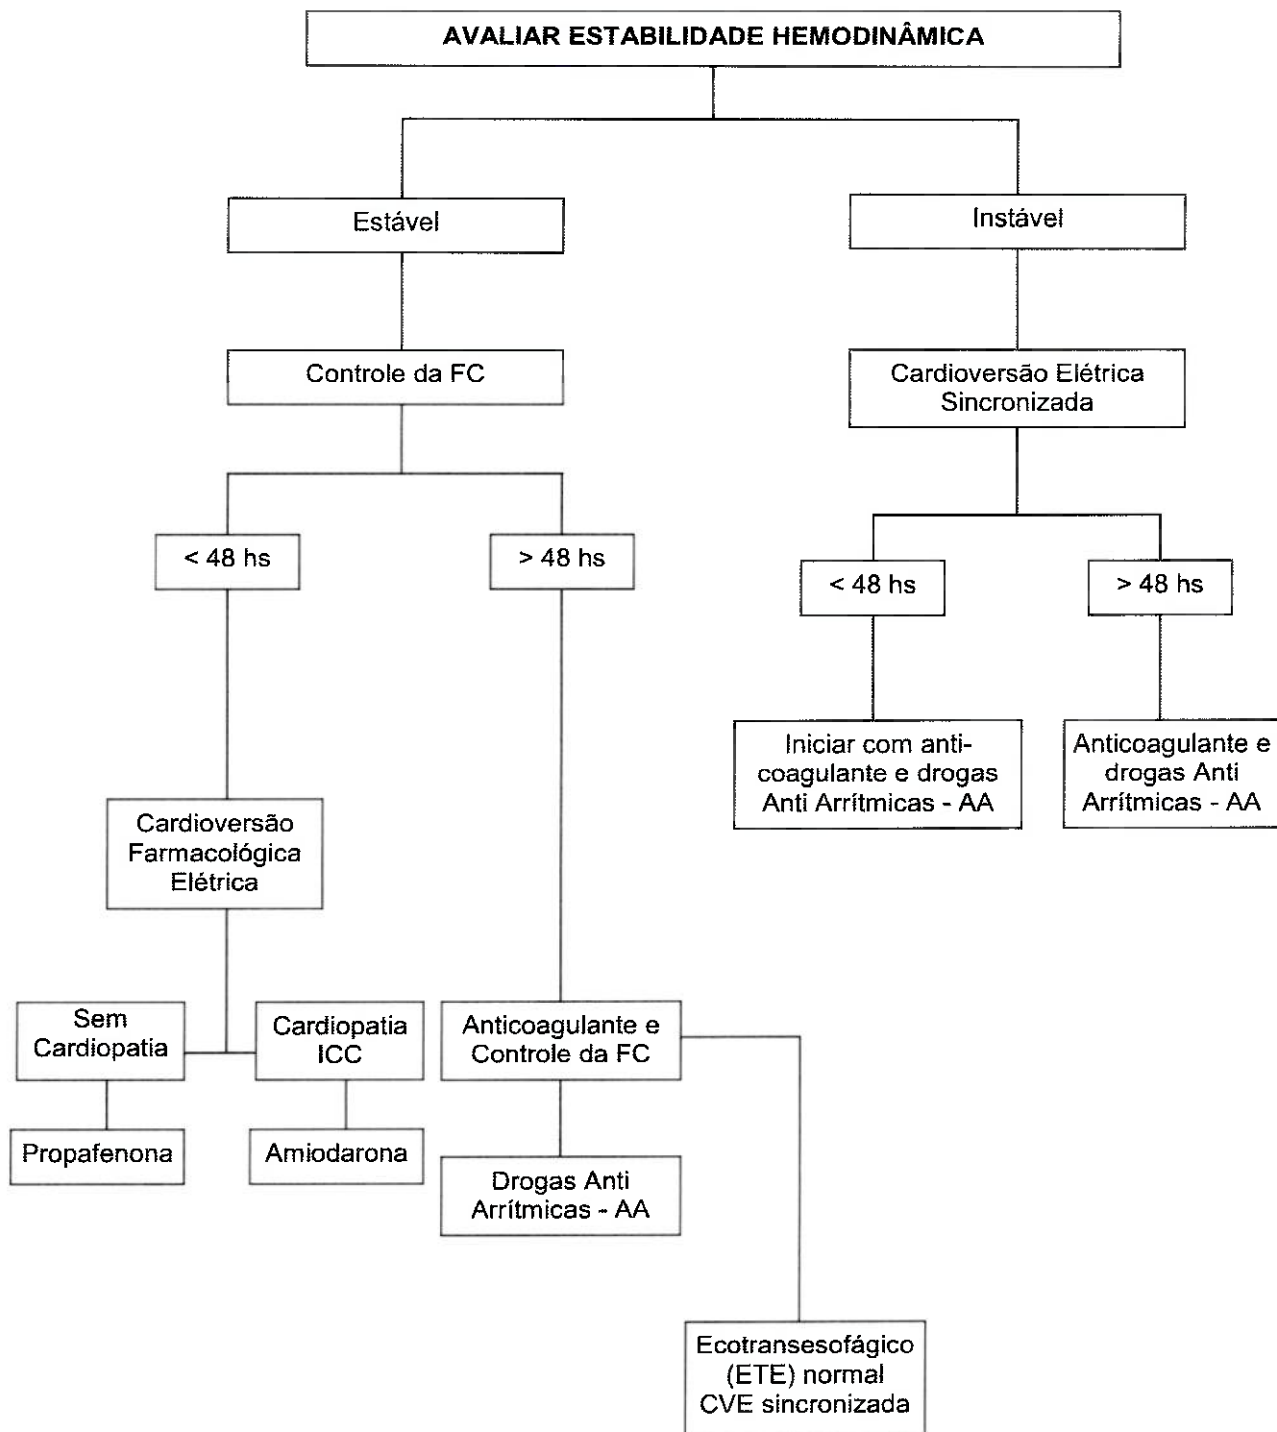 AVALIAR ESTABILIDADE HEMODINÂMICA
Estável
Instável
Controle da FC
Cardioversão Elétrica
Sincronizada
< 48 hs
> 48 hs
< 48 hs
> 48 hs
Iniciar com anti-
coagulante e drogas
Anti Arrítmicas - AA
Anticoagulante e
drogas Anti
Arrítmicas - AA
Cardioversão
Farmacológica
Elétrica
Sem
Cardiopatia
Cardiopatia
ICC
Anticoagulante e
Controle da FC
Propafenona
Amiodarona
Drogas Anti
Arrítmicas - AA
Ecotransesofágico
(ETE) normal
CVE sincronizada